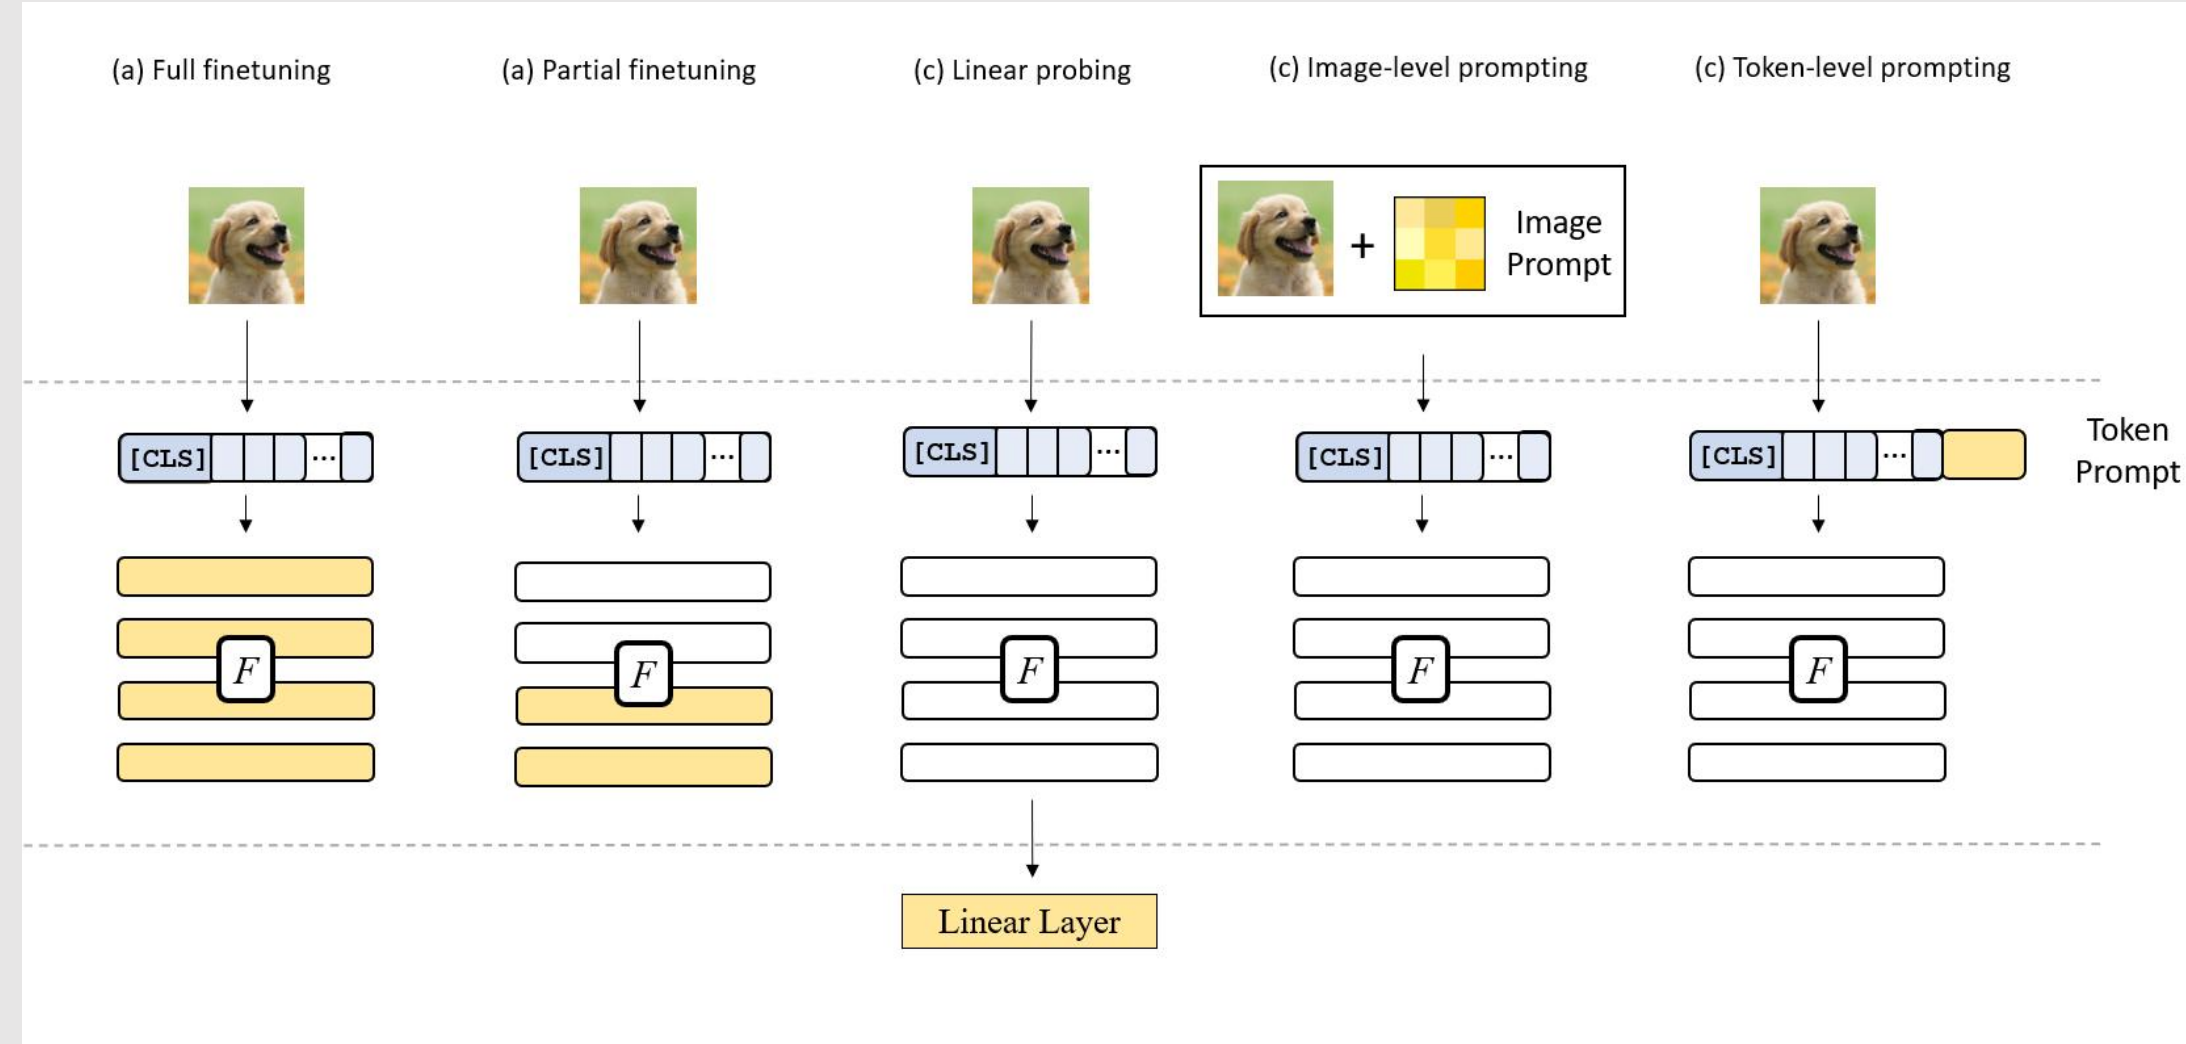 (a) Full finetuning
(a) Partial finetuning
(c) Linear probing
(c) Image-level prompting
(c) Token-level prompting
+
Image
Prompt
[CLS] ...
[CLS] ...
[CLS] ...
[CLS] ...
[CLS] ...
Token
Prompt
F
F
F
F
F
Linear Layer